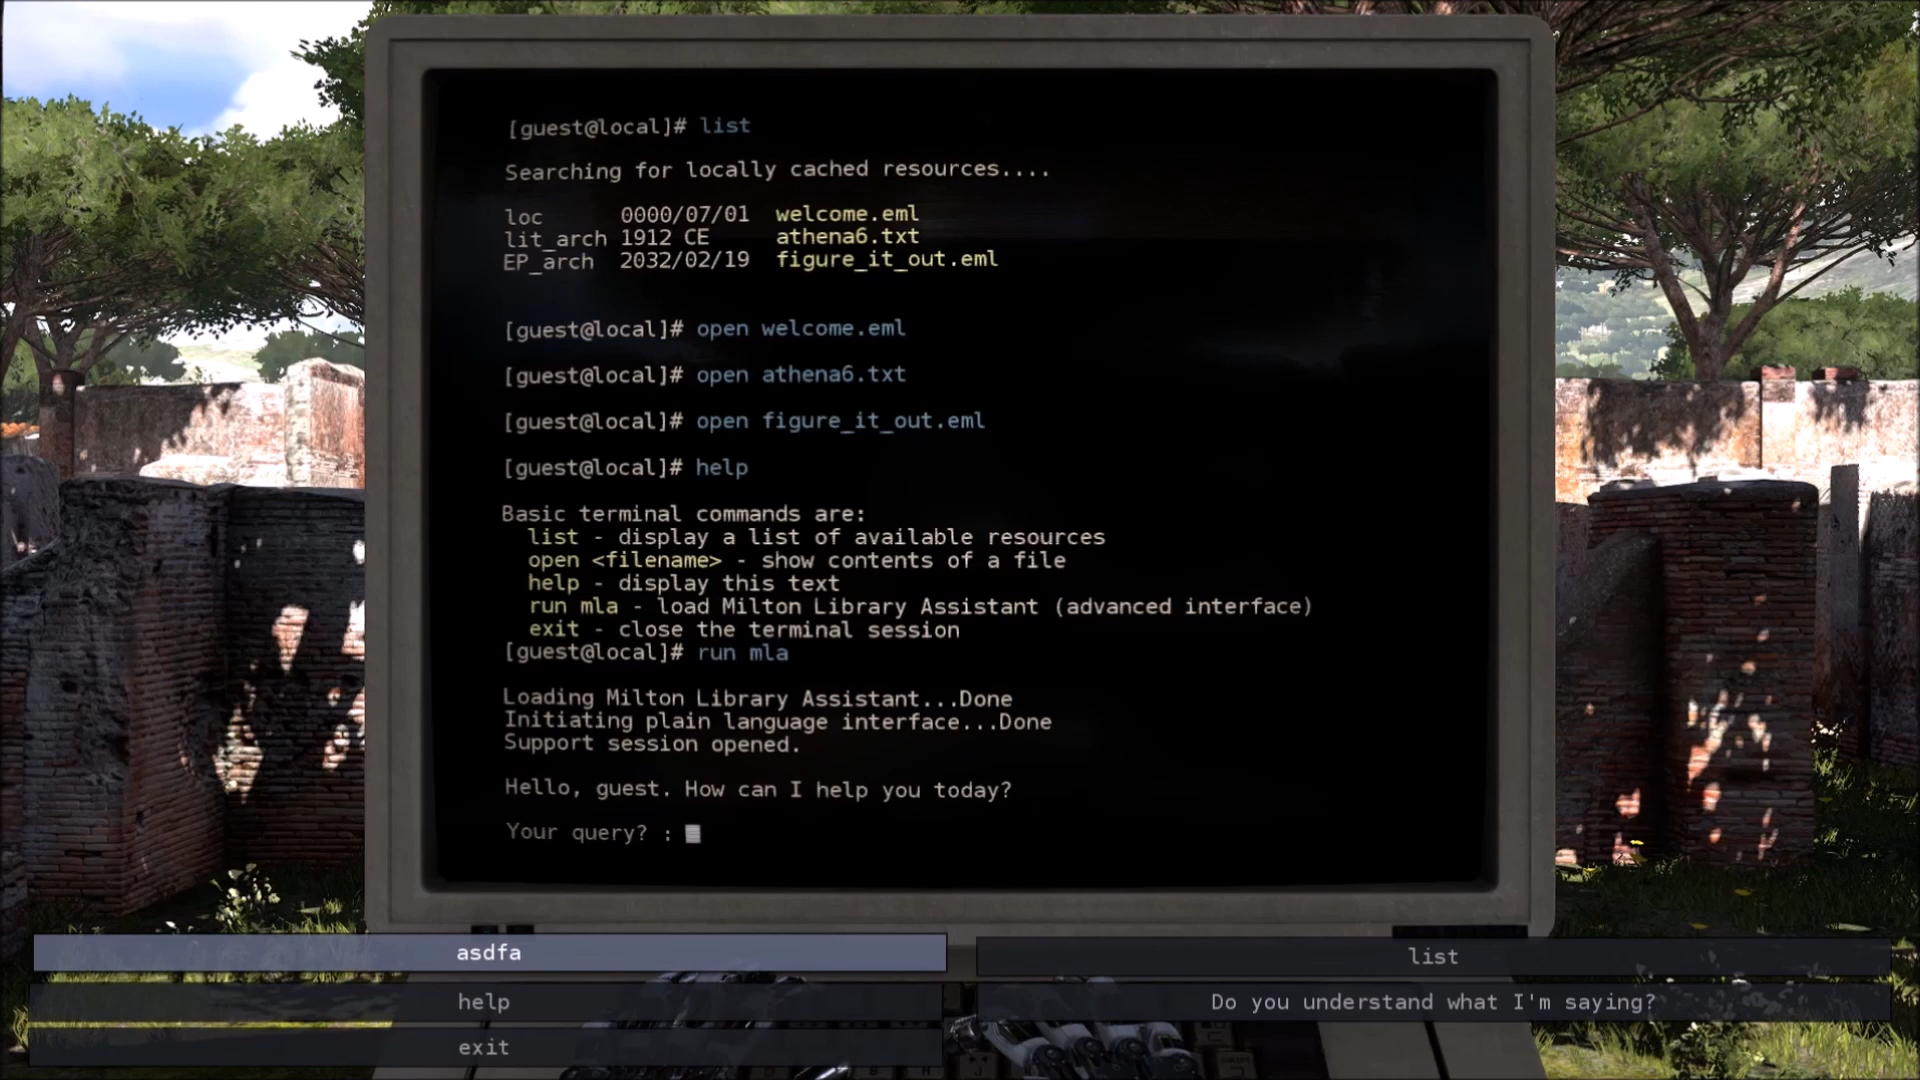 [guest@local]# list
Searching for locally cached resources....
loc 0000/07/01 welcome.eml
lit_arch 1912 CE athena6.txt
EP_arch 2032/02/19 figure_it_out.eml
[guest@local]# open welcome.eml
[guest@local]# open athena6.txt
[guest@local]# open figure_it_out.eml
[guest@local]# help
Basic terminal commands are:
list - display a list of available resources
open <filename> - show contents of a file
help - display this text
run mla - load Milton Library Assistant (advanced interface)
exit - close the terminal session
[guest@local]# run mla
Loading Milton Library Assistant...Done
Initiating plain language interface...Done
Support session opened.
Hello, guest. How can I help you today?
Your query? :
asdfa
list
help
Do you understand what I'm saying?
exit